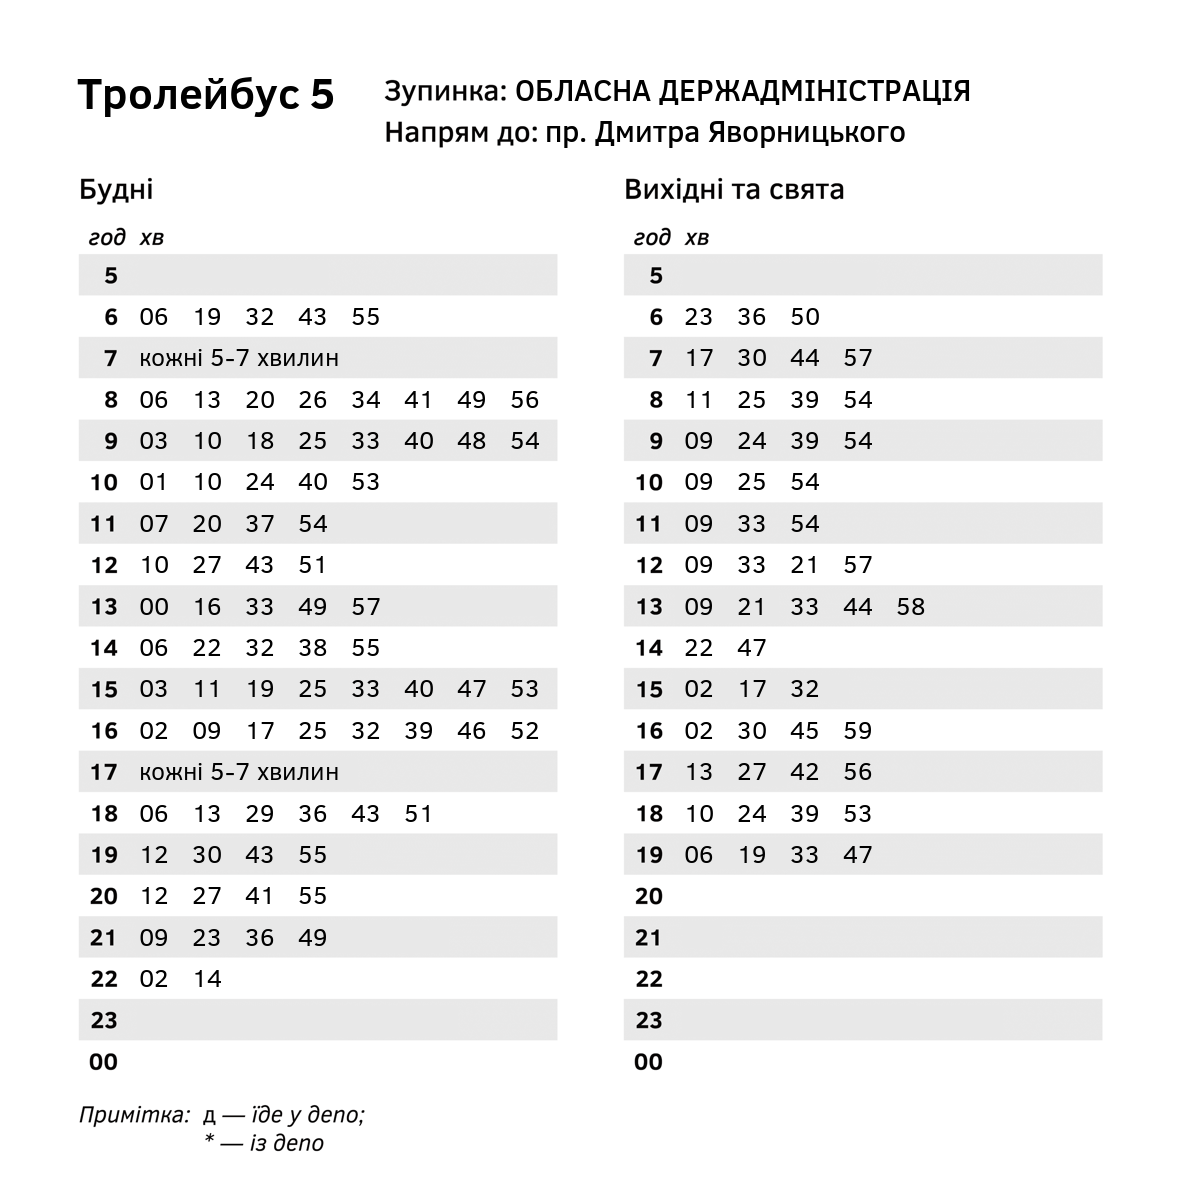 Тролейбус 5
Зупинка: ОБЛАСНА ДЕРЖАДМІНІСТРАЦІЯ
Напрям до: пр. Дмитра Яворницького
Будні
год хв
5
6 06 19 32 43 55
7 кожні 5-7 хвилин
8 06 13 20 26 34 41 49 56
9 03 10 18 25 33 40 48 54
10 01 10 24 40 53
11 07 20 37 54
12 10 27 43 51
13 00 16 33 49 57
14 06 22 32 38 55
15 03 11 19 25 33 40 47 53
16 02 09 17 25 32 39 46 52
17 кожні 5-7 хвилин
18 06 13 29 36 43 51
19 12 30 43 55
20 12 27 41 55
21 09 23 36 49
22 02 14
23
00
Вихідні та свята
год хв
5
6 23 36 50
7 17 30 44 57
8 11 25 39 54
9 09 24 39 54
10 09 25 54
11 09 33 54
12 09 33 21 57
13 09 21 33 44 58
14 22 47
15 02 17 32
16 02 30 45 59
17 13 27 42 56
18 10 24 39 53
19 06 19 33 47
20
21
22
23
00
Примітка: д — їде у депо;
* — із депо